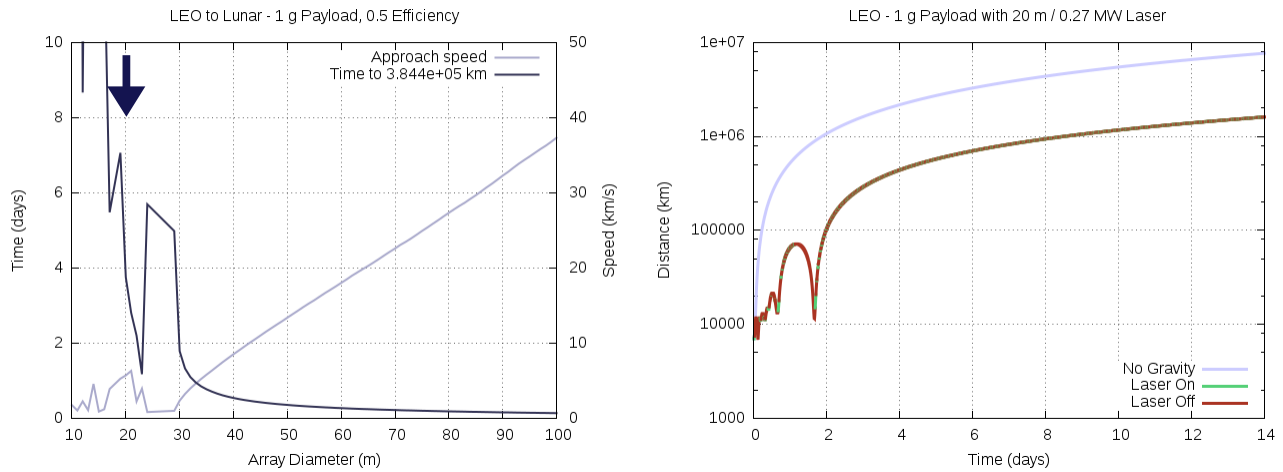 LEO to Lunar - 1 g Payload, 0.5 Efficiency
10
8
6
4
2
0
Time (days)
50
40
30
20
10
0
Speed (km/s)
Approach speed
Time to 3.844e+05 km
10 20 30 40 50 60 70 80 90 100
Array Diameter (m)
LEO - 1 g Payload with 20 m / 0.27 MW Laser
1e+07
1e+06
100000
10000
1000
Distance (km)
No Gravity
Laser On
Laser Off
0 2 4 6 8 10 12 14
Time (days)